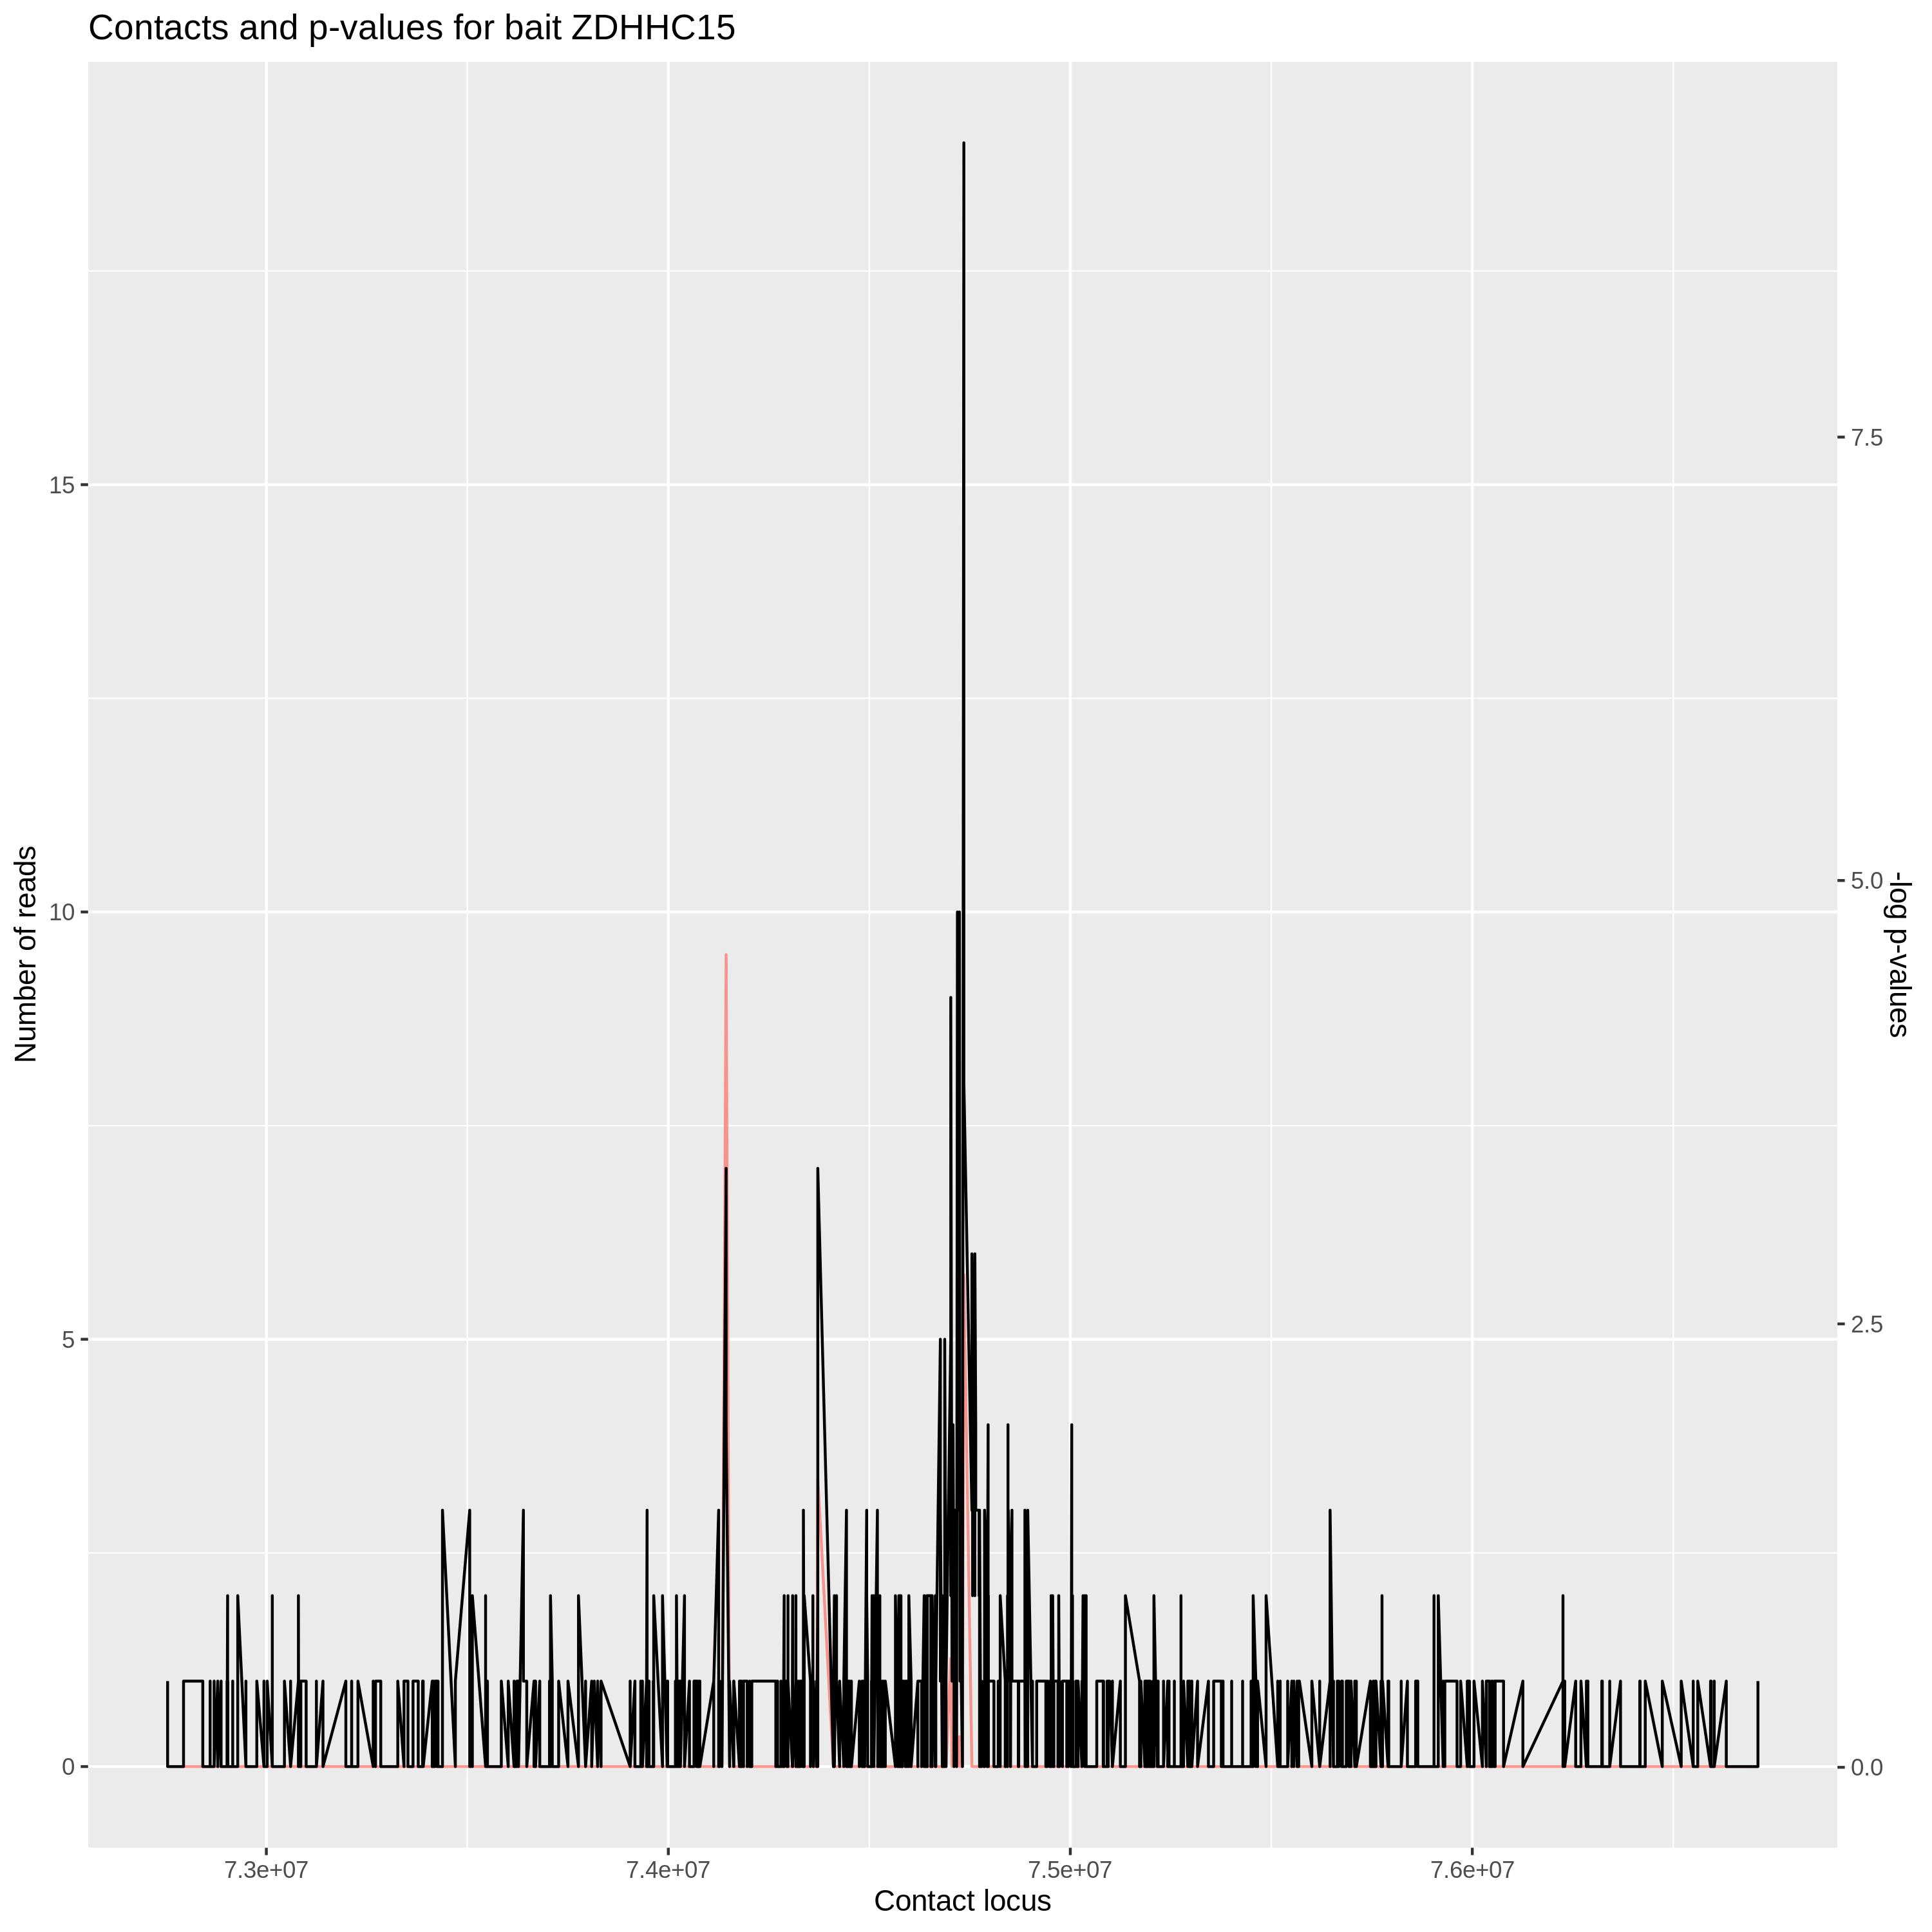 Contacts and p-values for bait ZDHHC15
Number of reads
15
10
5
0
7.5
5.0
2.5
0.0
-log p-values
7.3e+07
7.4e+07
7.5e+07
7.6e+07
Contact locus